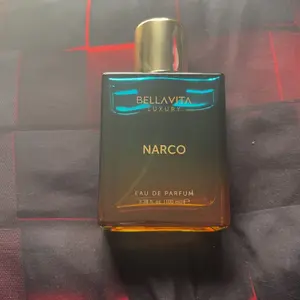 BELLAVITA
LUXURY
NARCO
EAU DE PARFUM